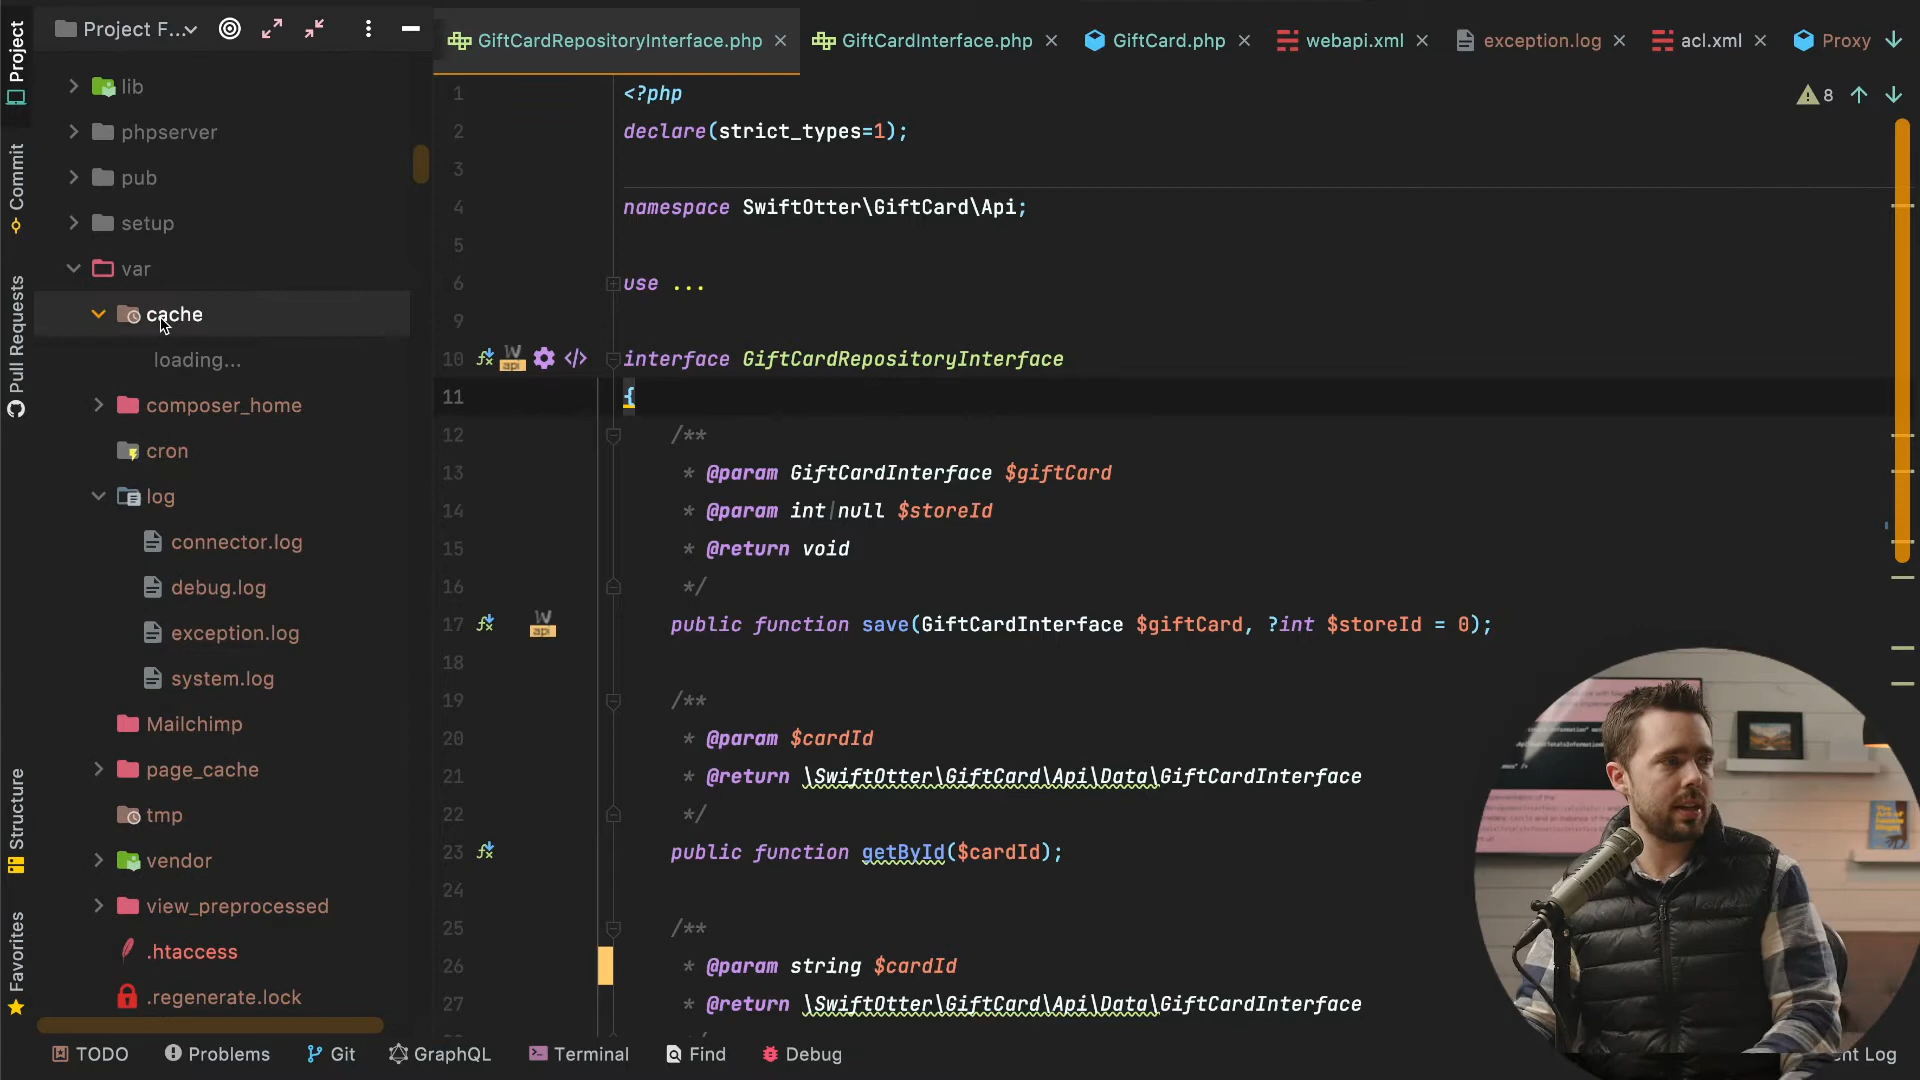 Project F...
GiftCardRepositoryInterface.php
GiftCardInterface.php
GiftCard.php
webapi.xml
exception.log
acl.xml
Proxy
Project
Commit
Pull Requests
Structure
Favorites
lib
phpserver
pub
setup
var
cache
loading...
composer_home
cron
log
connector.log
debug.log
exception.log
system.log
Mailchimp
page_cache
tmp
vendor
view_preprocessed
.htaccess
.regenerate.lock
8
1 <?php
2 declare(strict_types=1);
3
4 namespace SwiftOtter\GiftCard\Api;
5
6 use ...
9
10 interface GiftCardRepositoryInterface
11 {
12 /**
13 * @param GiftCardInterface $giftCard
14 * @param int|null $storeId
15 * @return void
16 */
17 public function save(GiftCardInterface $giftCard, ?int $storeId = 0);
18
19 /**
20 * @param $cardId
21 * @return \SwiftOtter\GiftCard\Api\Data\GiftCardInterface
22 */
23 public function getById($cardId);
24
25 /**
26 * @param string $cardId
27 * @return \SwiftOtter\GiftCard\Api\Data\GiftCardInterface
W
api
W
api
TODO
Problems
Git
GraphQL
Terminal
Find
Debug
nt Log